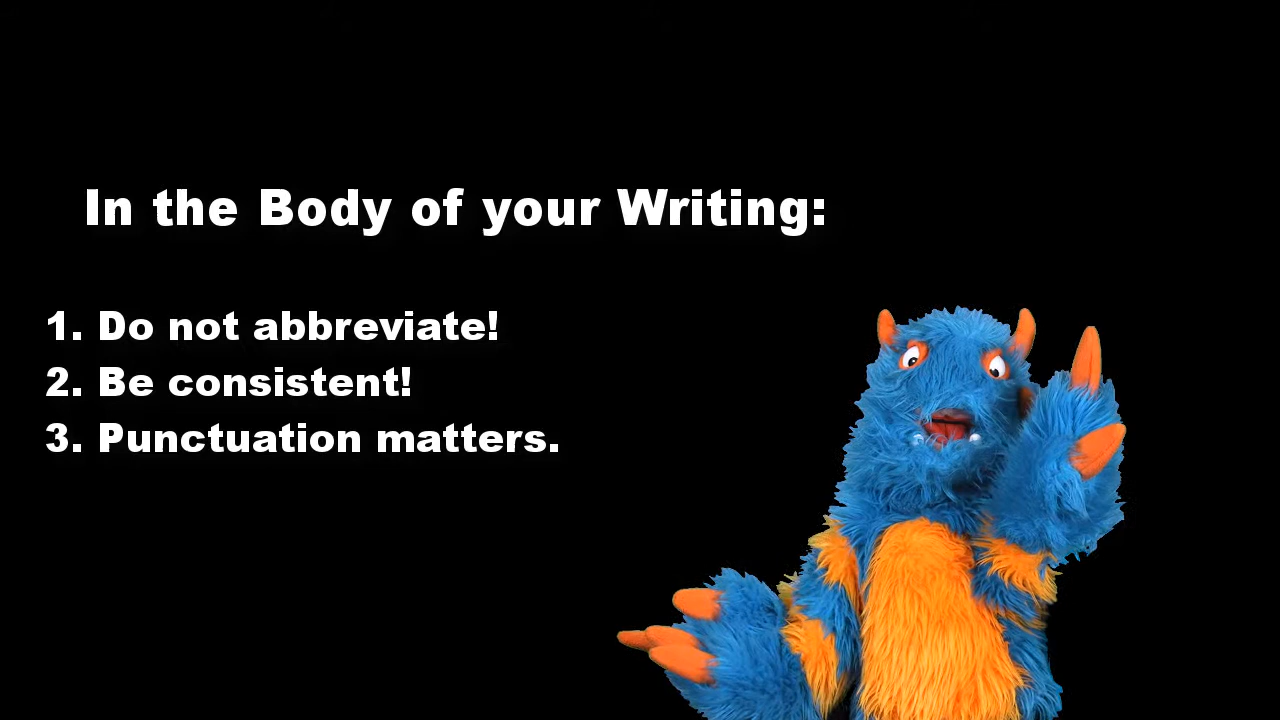 In the Body of your Writing:
1. Do not abbreviate!
2. Be consistent!
3. Punctuation matters.